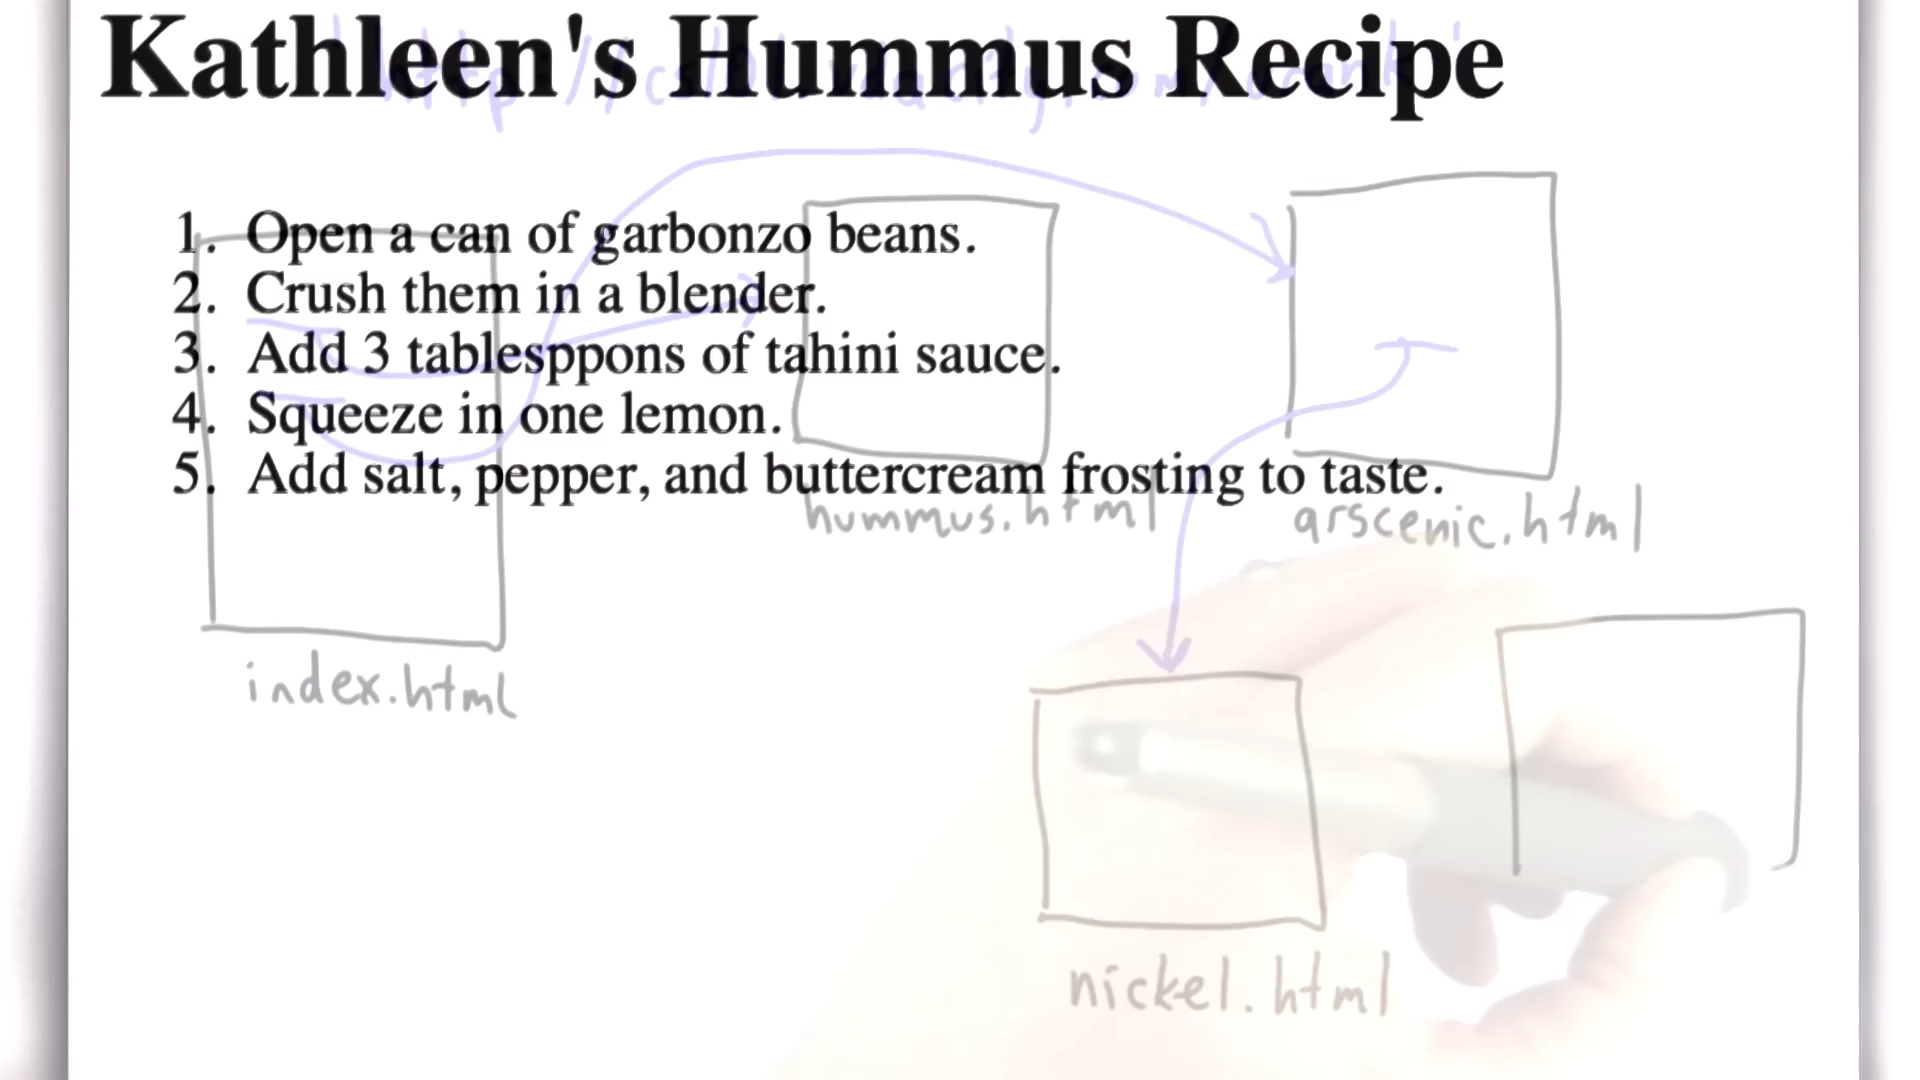 Kathleen's Hummus Recipe
1. Open a can of garbonzo beans.
2. Crush them in a blender.
3. Add 3 tablesppons of tahini sauce.
4. Squeeze in one lemon.
5. Add salt, pepper, and buttercream frosting to taste.
hummus.html
arscenic.html
index.html
nickel.html